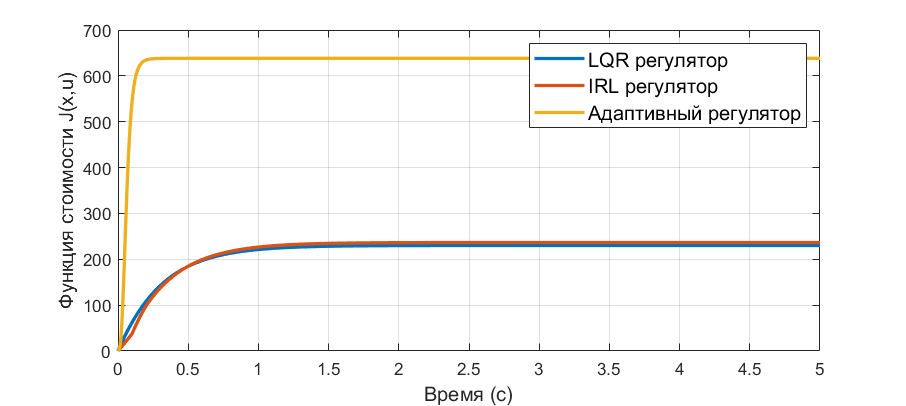 700
600
500
400
300
200
100
0
Функция стоимости J(x,u)
LQR регулятор
IRL регулятор
Адаптивный регулятор
0 0.5 1 1.5 2 2.5 3 3.5 4 4.5 5
Время (с)